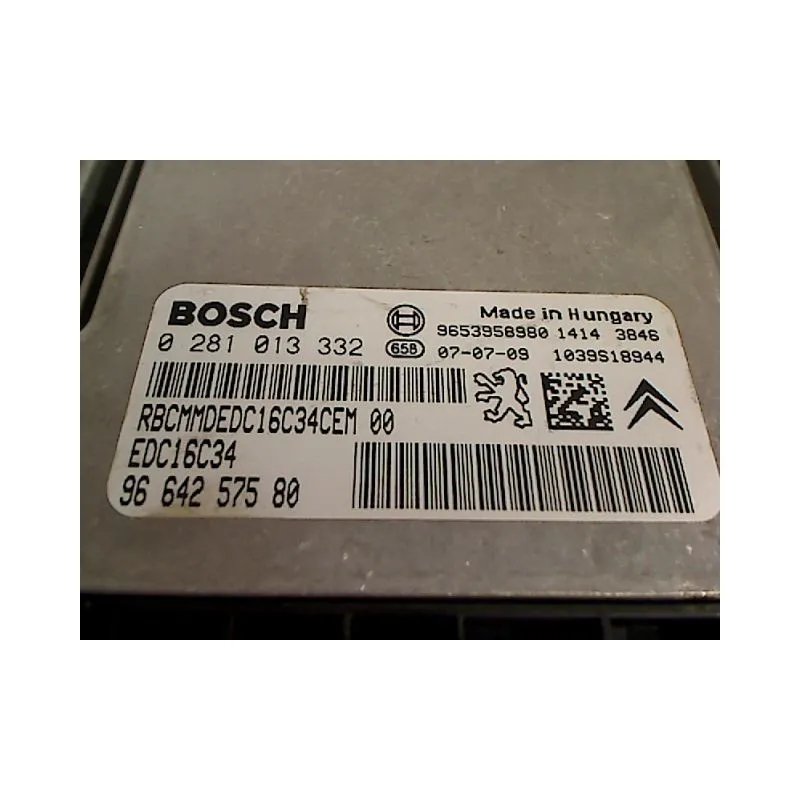 BOSCH
Made in Hungary
9653958980 1414 3846
0 281 013 332
658 07-07-09 1039S18944
RBCMMDEDC16C34CEM 00
EDC16C34
96 642 575 80